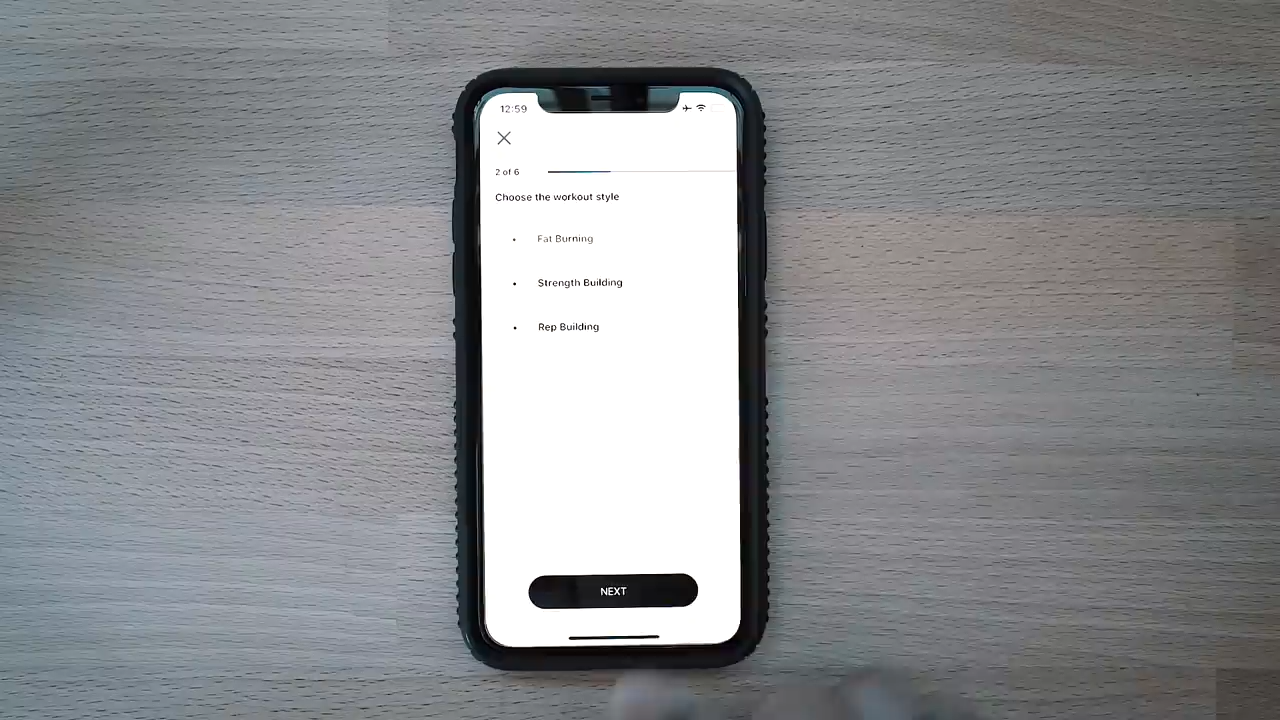 12:59
2 of 6
Choose the workout style
• Fat Burning
• Strength Building
• Rep Building
NEXT